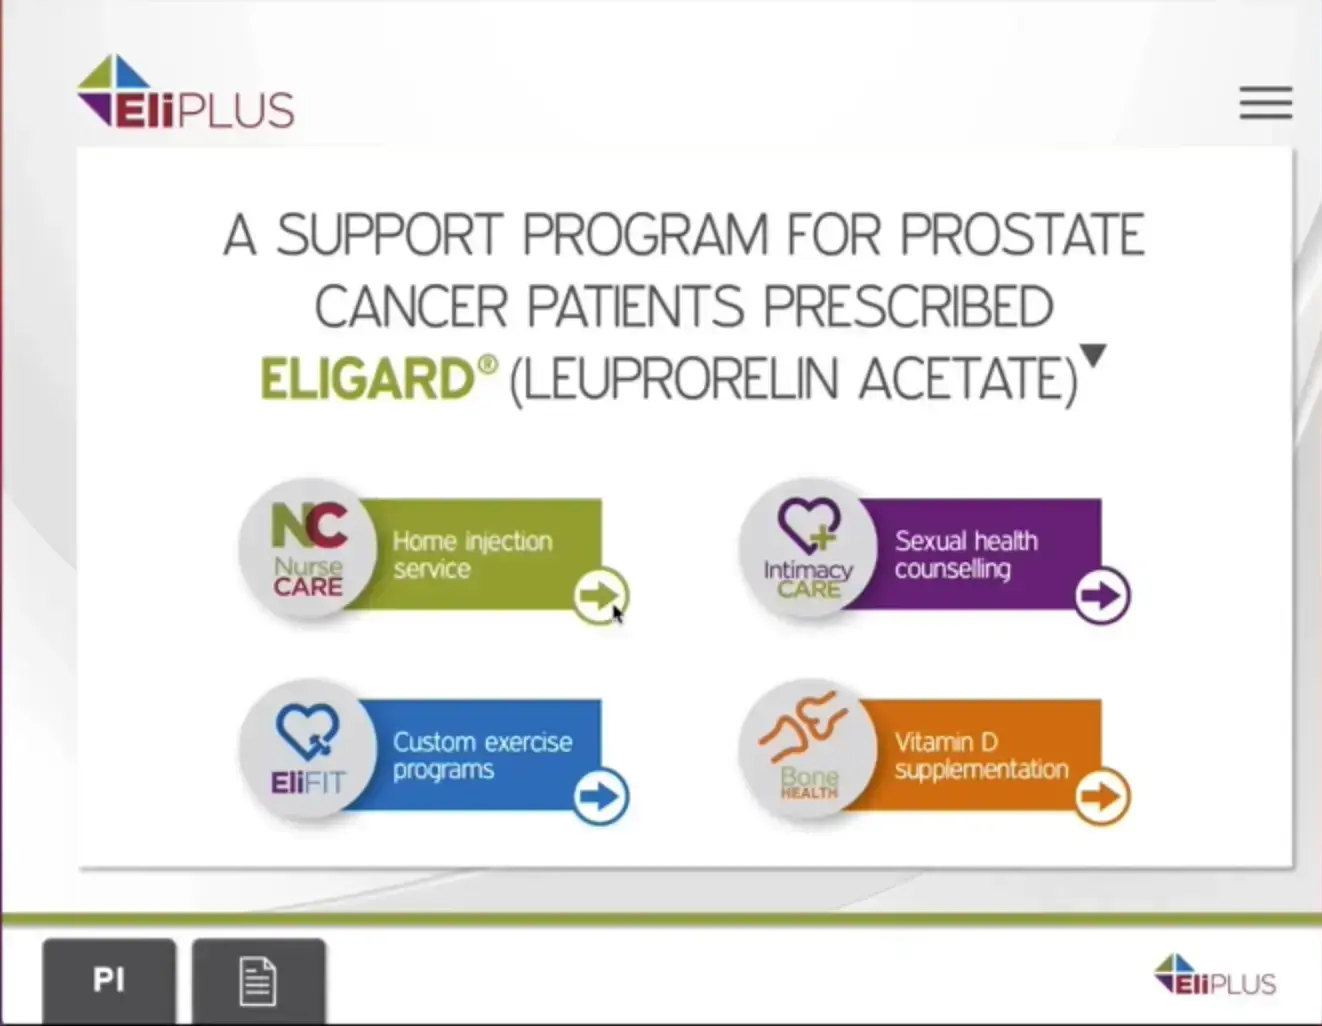 EliPLUS
A SUPPORT PROGRAM FOR PROSTATE
CANCER PATIENTS PRESCRIBED
ELIGARD® (LEUPRORELIN ACETATE)▼
NC
Nurse
CARE
Home injection
service
Intimacy
CARE
Sexual health
counselling
EliFIT
Custom exercise
programs
Bone
HEALTH
Vitamin D
supplementation
PI
EliPLUS